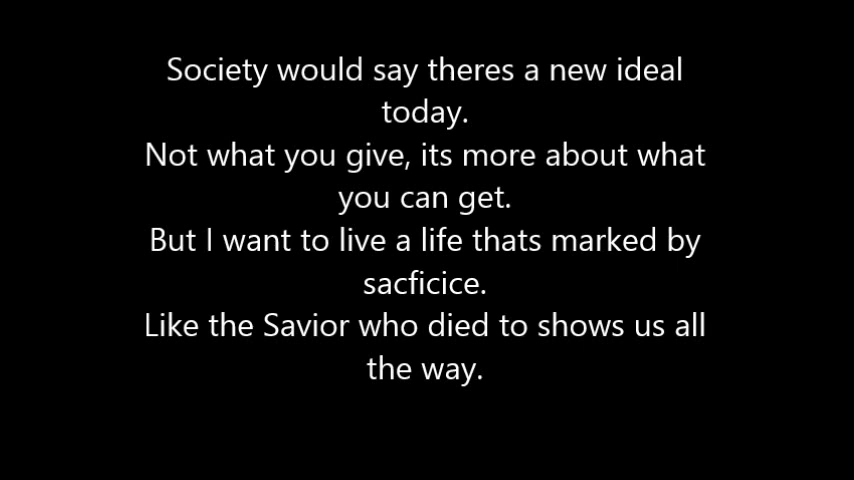 Society would say theres a new ideal
today.
Not what you give, its more about what
you can get.
But I want to live a life thats marked by
sacficice.
Like the Savior who died to shows us all
the way.